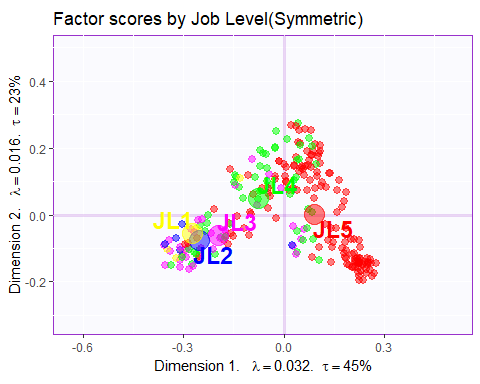 Factor scores by Job Level(Symmetric)
0.4
0.2
0.0
-0.2
Dimension 2. λ = 0.016. τ = 23%
JL1
JL2
JL3
JL5
-0.6
-0.3
0.0
0.3
Dimension 1. λ = 0.032. τ = 45%